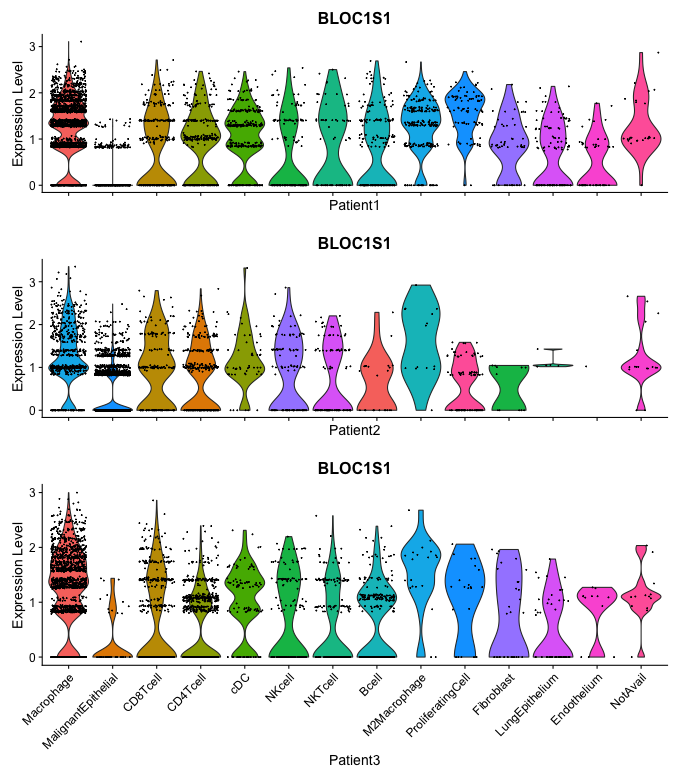 BLOC1S1
Expression Level
3
2
1
0
Patient1
BLOC1S1
Expression Level
3
2
1
0
Patient2
BLOC1S1
Expression Level
3
2
1
0
Macrophage
MalignantEpithelial
CD8Tcell
CD4Tcell
cDC
NKcell
NKTcell
Bcell
M2Macrophage
ProliferatingCell
Fibroblast
LungEpithelium
Endothelium
NotAvail
Patient3